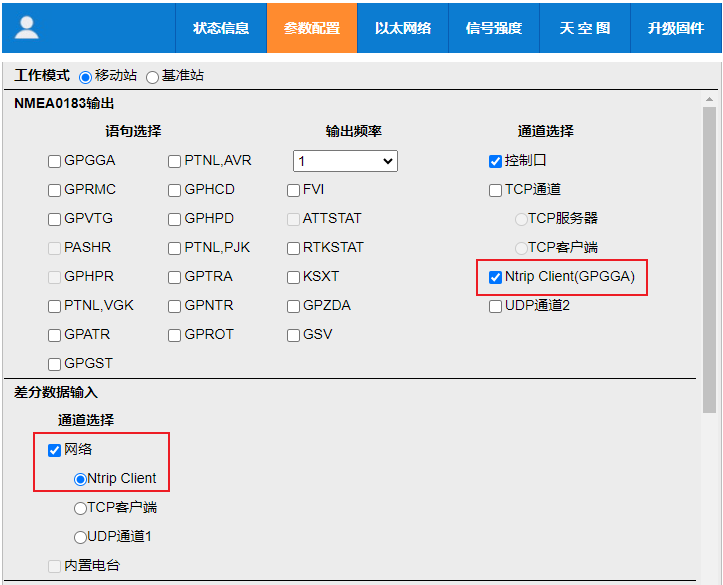 状态信息 参数配置 以太网络 信号强度 天空图 升级固件
工作模式 移动站 基准站
NMEA0183输出
语句选择 输出频率 通道选择
GPGGA PTNL,AVR 1 控制口
GPRMC GPHCD FVI TCP通道
GPVTG GPHPD ATTSTAT TCP服务器
PASHR PTNL,PJK RTKSTAT TCP客户端
GPHPR GPTRA KSXT Ntrip Client(GPGGA)
PTNL,VGK GPNTR GPZDA UDP通道2
GPATR GPROT GSV
GPGST
差分数据输入
通道选择
网络
Ntrip Client
TCP客户端
UDP通道1
内置电台